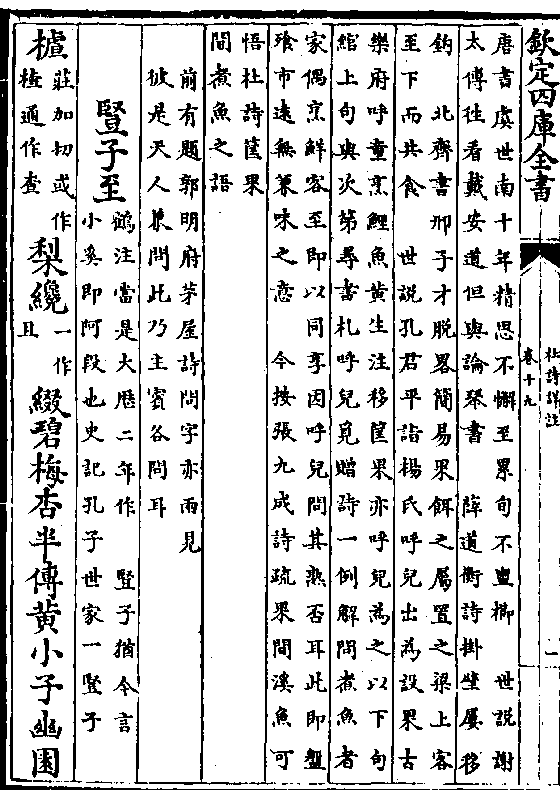 欽定四庫全書
杜詩詳註
卷十九
一
唐書虞世南十年精思不懈至累旬不盥櫛　世說謝
太傅往看戴安道但與論琴書　薛道衡詩掛坐屢移
鈎　北齊書邢子才脫畧簡易果餌之屬置之梁上客
至下而共食　世說孔君平詣楊氏呼兒出為設果古
樂府呼童烹鯉魚黃生注移筐果亦呼兒為之以下句
綰上句與次第尋書札呼兒覓贈詩一例解問煮魚者
家偶烹鮮客至即以同享因呼兒問其熟否耳此即盤
飱市遠無蒹味之意　今按張九成詩疏果間溪魚可
悟杜詩筐果
間煮魚之語
前有題郭明府茅屋詩問字亦兩見
彼是天人蒹問此乃主賓各問耳
豎子至
鶴注當是大歷二年作　豎子猶今言
小奚即阿段也史記孔子世家一豎子
樝
莊加切或作
楂通作查
梨纔
一作
且
綴碧梅杏半傳黃小子幽園